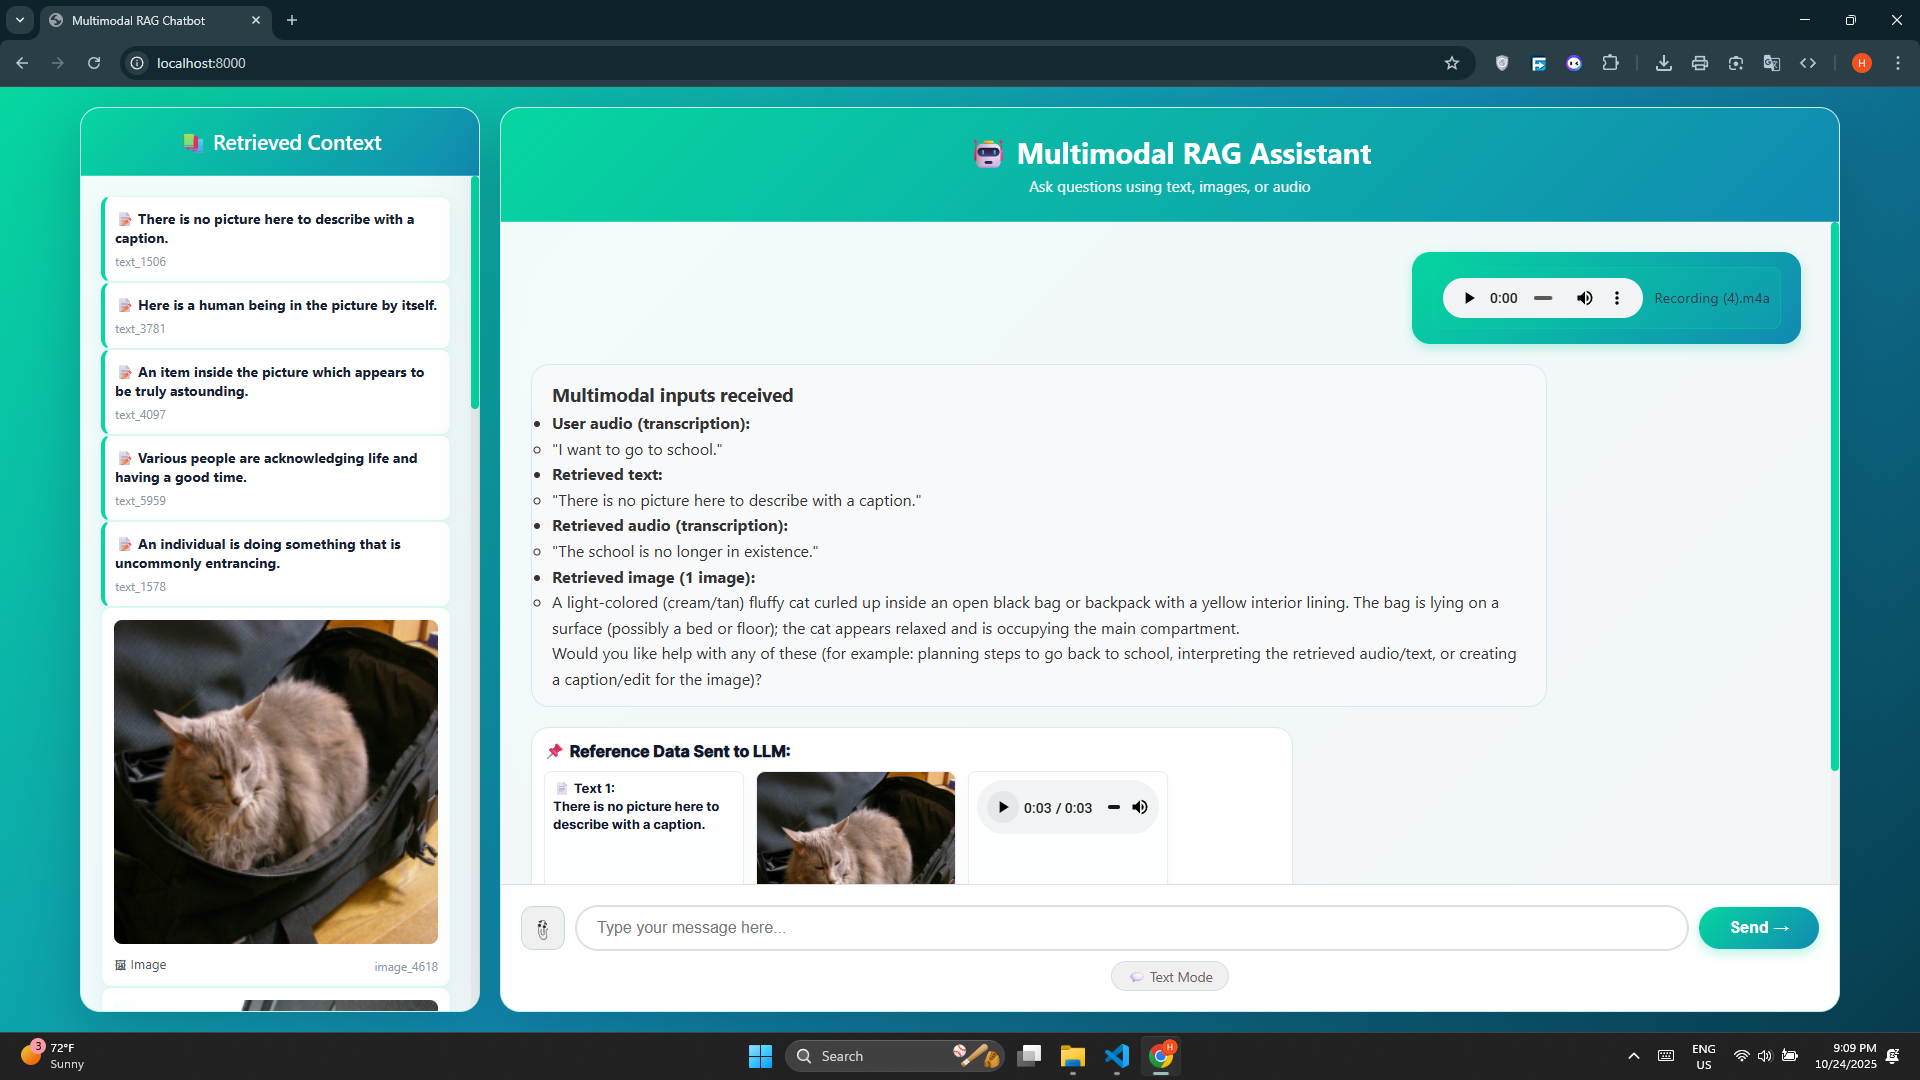 Multimodal RAG Chatbot
localhost:8000
H
Retrieved Context
There is no picture here to describe with a
caption.
text_1506
Here is a human being in the picture by itself.
text_3781
An item inside the picture which appears to
be truly astounding.
text_4097
Various people are acknowledging life and
having a good time.
text_5959
An individual is doing something that is
uncommonly entrancing.
text_1578
Image
image_4618
Multimodal RAG Assistant
Ask questions using text, images, or audio
0:00
Recording (4).m4a
Multimodal inputs received
User audio (transcription):
"I want to go to school."
Retrieved text:
"There is no picture here to describe with a caption."
Retrieved audio (transcription):
"The school is no longer in existence."
Retrieved image (1 image):
A light-colored (cream/tan) fluffy cat curled up inside an open black bag or backpack with a yellow interior lining. The bag is lying on a
surface (possibly a bed or floor); the cat appears relaxed and is occupying the main compartment.
Would you like help with any of these (for example: planning steps to go back to school, interpreting the retrieved audio/text, or creating
a caption/edit for the image)?
Reference Data Sent to LLM:
Text 1:
There is no picture here to
describe with a caption.
0:03 / 0:03
Type your message here...
Send →
Text Mode
3
72°F
Sunny
Search
H
ENG
US
9:09 PM
10/24/2025